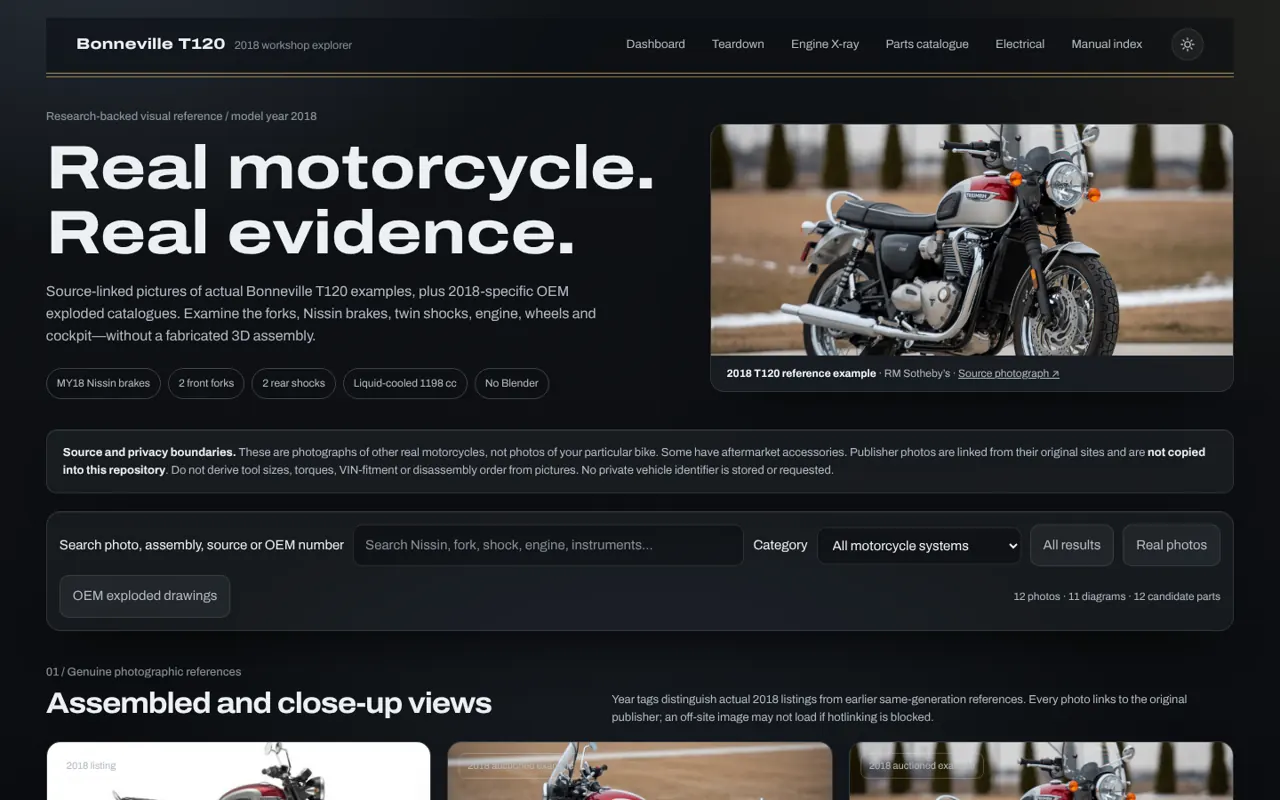 Bonneville T120 2018 workshop explorer Dashboard Teardown Engine X-ray Parts catalogue Electrical Manual index
Research-backed visual reference / model year 2018
Real motorcycle.
Real evidence.
Source-linked pictures of actual Bonneville T120 examples, plus 2018-specific OEM
exploded catalogues. Examine the forks, Nissin brakes, twin shocks, engine, wheels and
cockpit—without a fabricated 3D assembly.
MY18 Nissin brakes 2 front forks 2 rear shocks Liquid-cooled 1198 cc No Blender
TRIUMPH
2018 T120 reference example · RM Sotheby's · Source photograph ↗
Source and privacy boundaries. These are photographs of other real motorcycles, not photos of your particular bike. Some have aftermarket accessories. Publisher photos are linked from their original sites and are not copied
into this repository. Do not derive tool sizes, torques, VIN-fitment or disassembly order from pictures. No private vehicle identifier is stored or requested.
Search photo, assembly, source or OEM number Search Nissin, fork, shock, engine, instruments... Category All motorcycle systems All results Real photos
OEM exploded drawings 12 photos · 11 diagrams · 12 candidate parts
01 / Genuine photographic references
Assembled and close-up views
Year tags distinguish actual 2018 listings from earlier same-generation references. Every photo links to the original
publisher; an off-site image may not load if hotlinking is blocked.
2018 listing 2018 auctioned example 2018 auctioned example